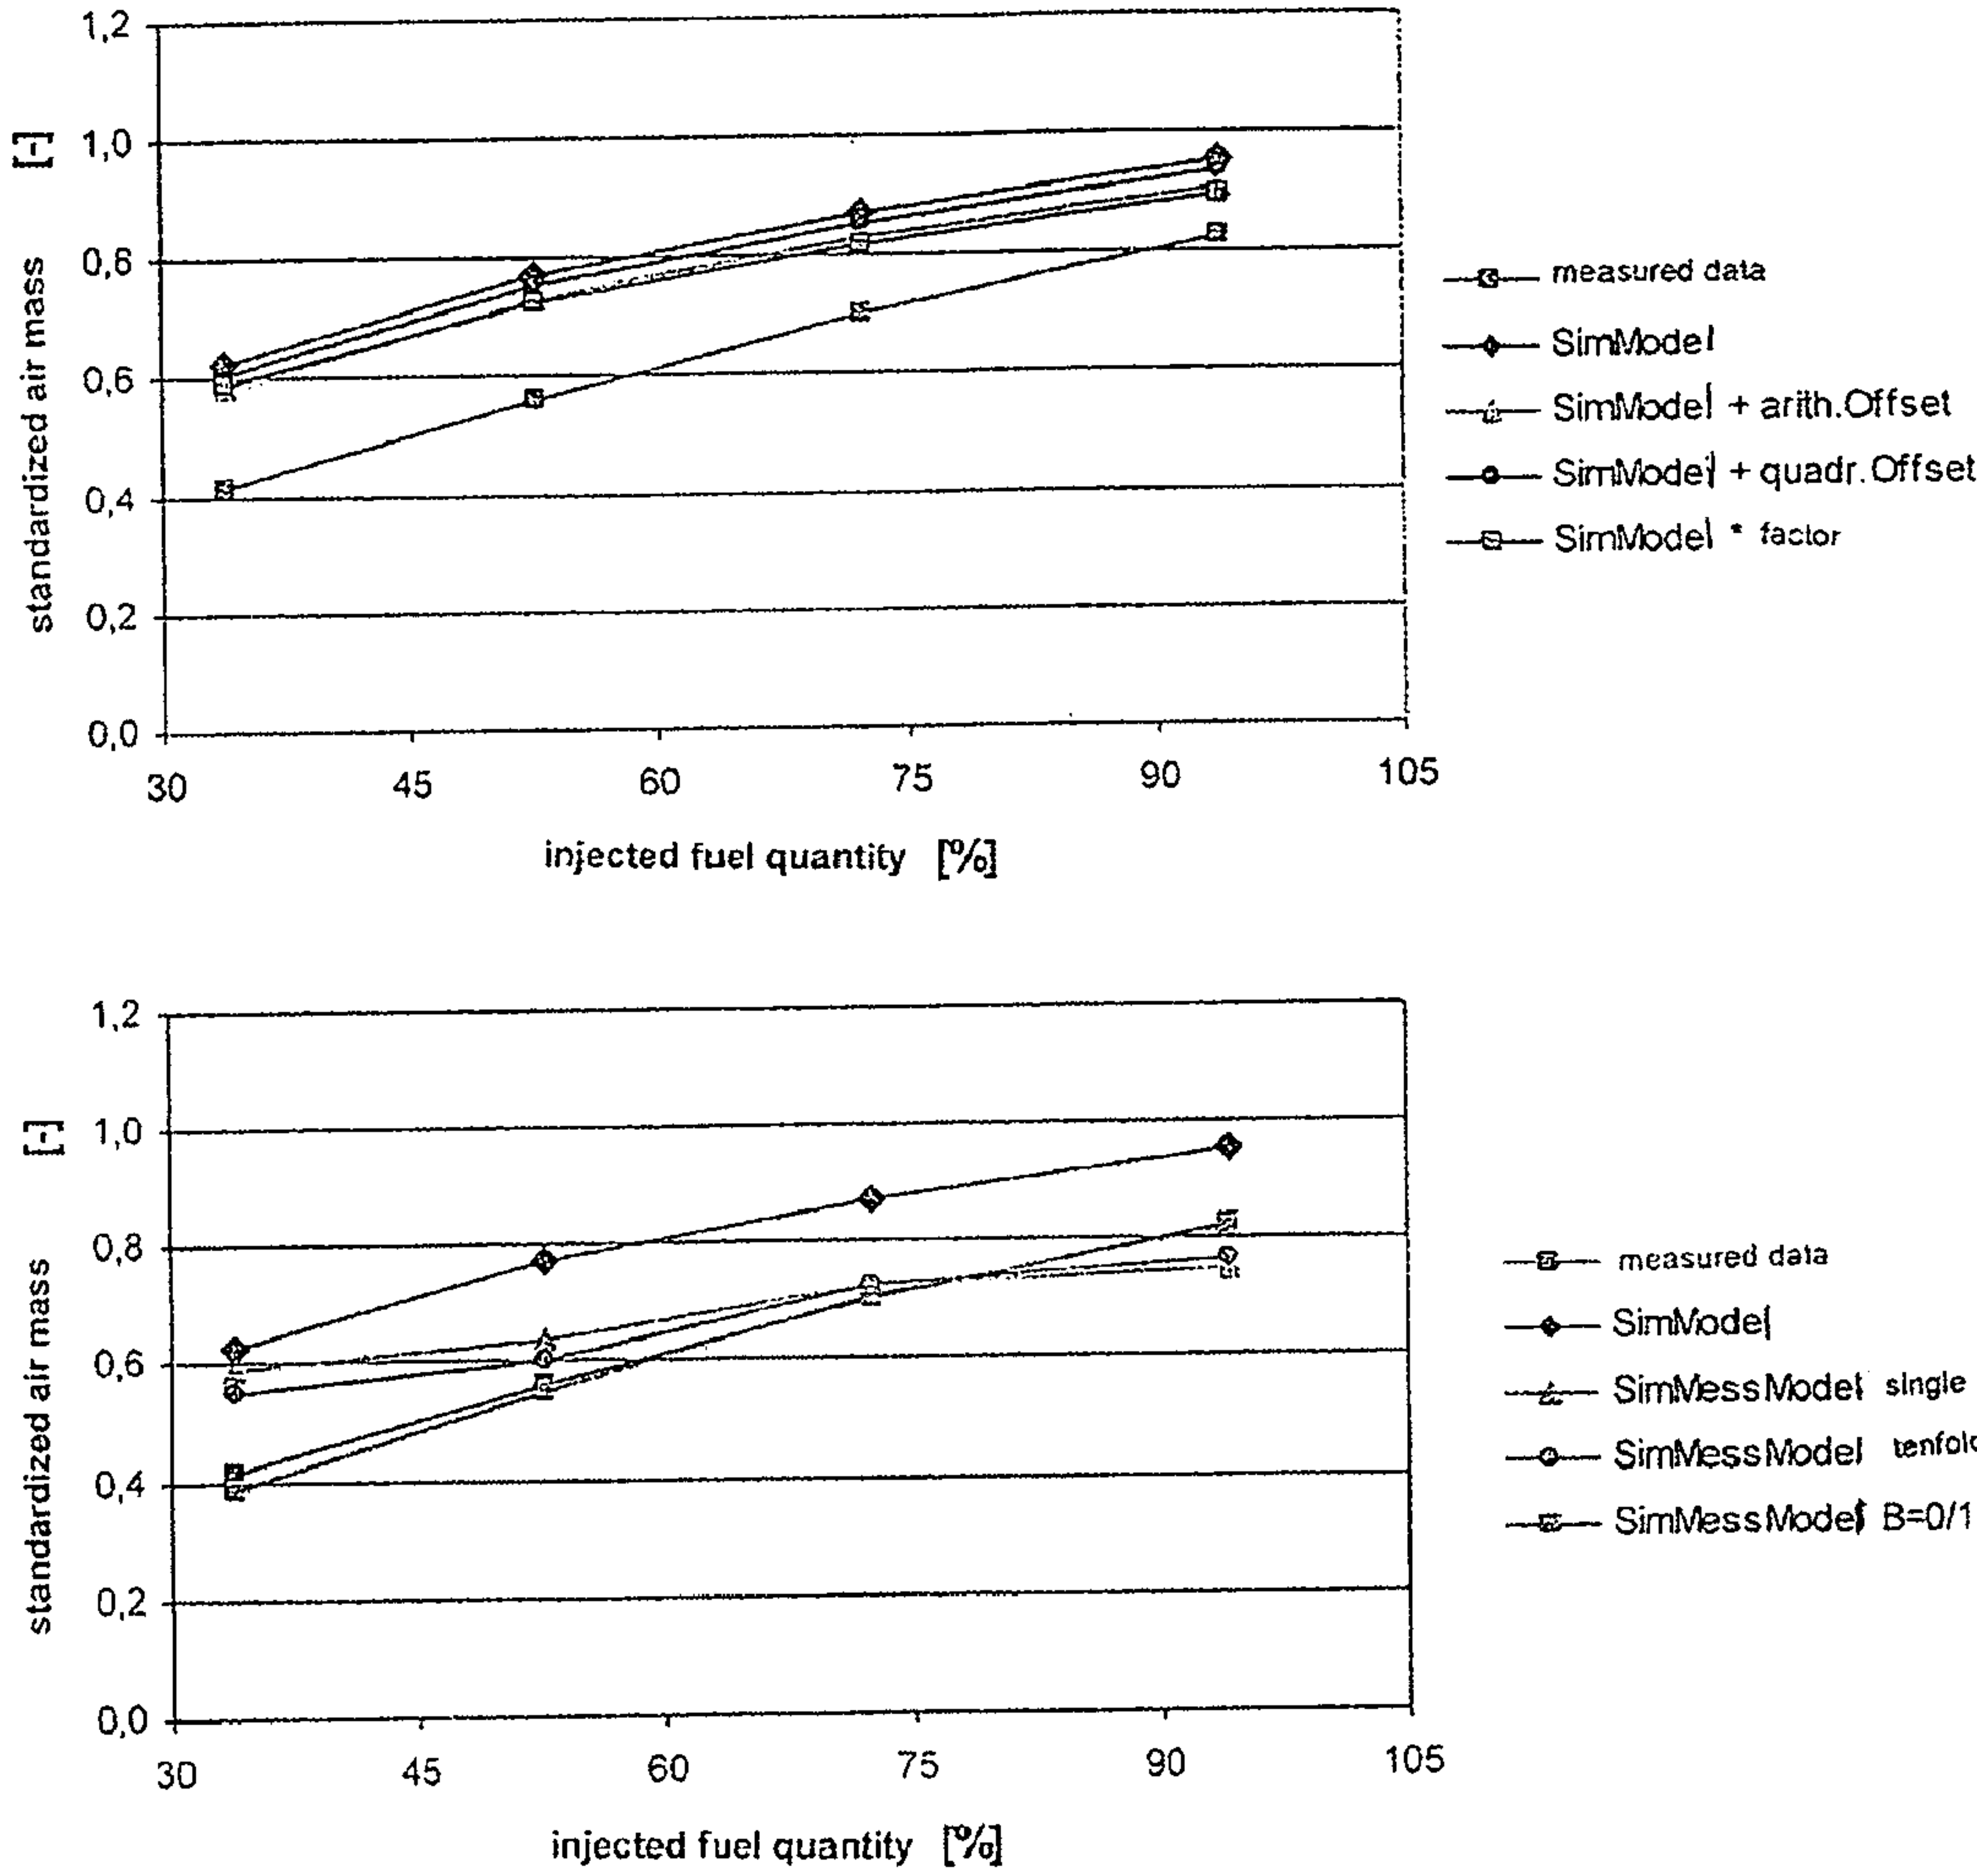 1,2
1,0
0,8
0,6
0,4
0,2
0,0
standardized air mass [-]
30 45 60 75 90 105
injected fuel quantity [%]
measured data
SimModel
SimModel + arith.Offset
SimModel + quadr.Offset
SimModel * factor
1,2
1,0
0,8
0,6
0,4
0,2
0,0
standardized air mass [-]
30 45 60 75 90 105
injected fuel quantity [%]
measured data
SimModel
SimMessModel single
SimMessModel tenfold
SimMessModel B=0/1